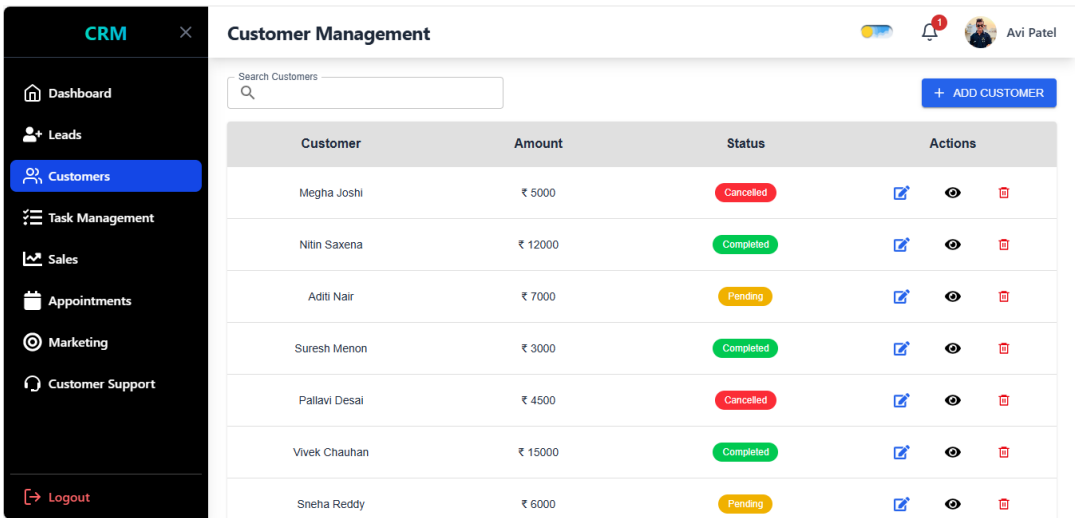 CRM
Customer Management
1
Avi Patel
Dashboard
Leads
Customers
Task Management
Sales
Appointments
Marketing
Customer Support
Logout
Search Customers
+ ADD CUSTOMER
Customer Amount Status Actions
Megha Joshi ₹ 5000 Cancelled
Nitin Saxena ₹ 12000 Completed
Aditi Nair ₹ 7000 Pending
Suresh Menon ₹ 3000 Completed
Pallavi Desai ₹ 4500 Cancelled
Vivek Chauhan ₹ 15000 Completed
Sneha Reddy ₹ 6000 Pending